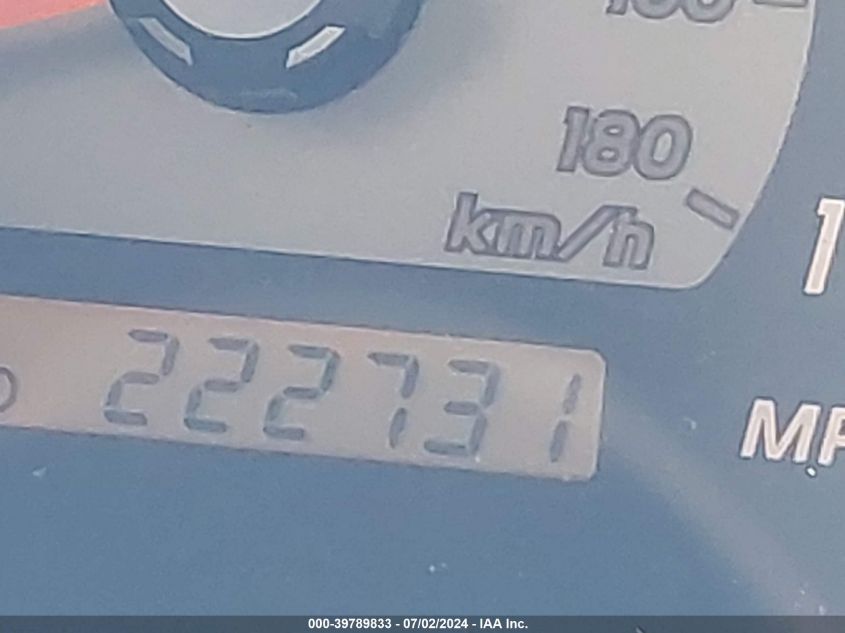 180
km/h
222731
000-39789833 / 07/02/2024 - IAA Inc.